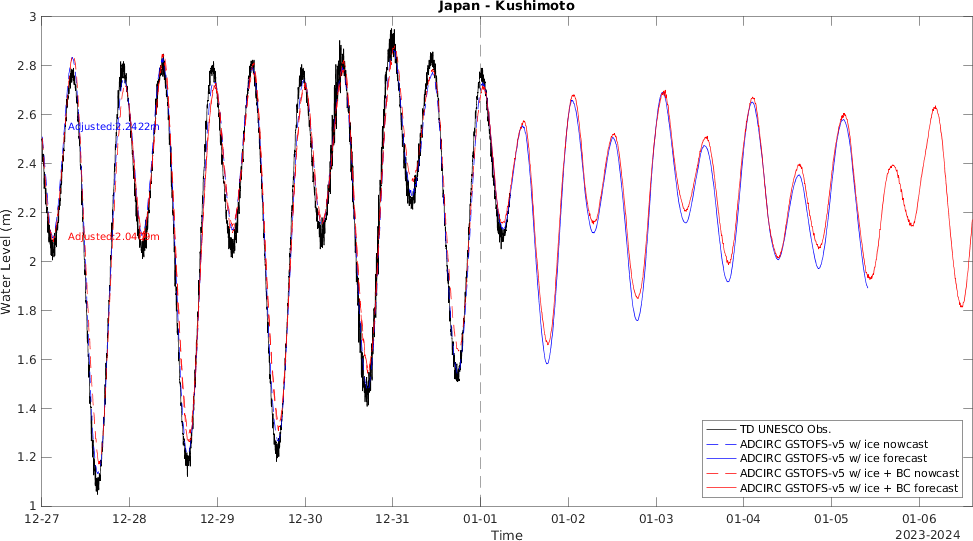 Japan - Kushimoto
3
2.8
2.6
2.4
2.2
2
1.8
1.6
1.4
1.2
1
Water Level (m)
Adjusted:2.2422m
TD UNESCO Obs.
ADCIRC GSTOFS-v5 w/ ice nowcast
ADCIRC GSTOFS-v5 w/ ice forecast
ADCIRC GSTOFS-v5 w/ ice + BC nowcast
ADCIRC GSTOFS-v5 w/ ice + BC forecast
12-27 12-28 12-29 12-30 12-31 01-01 01-02 01-03 01-04 01-05 01-06
Time
2023-2024